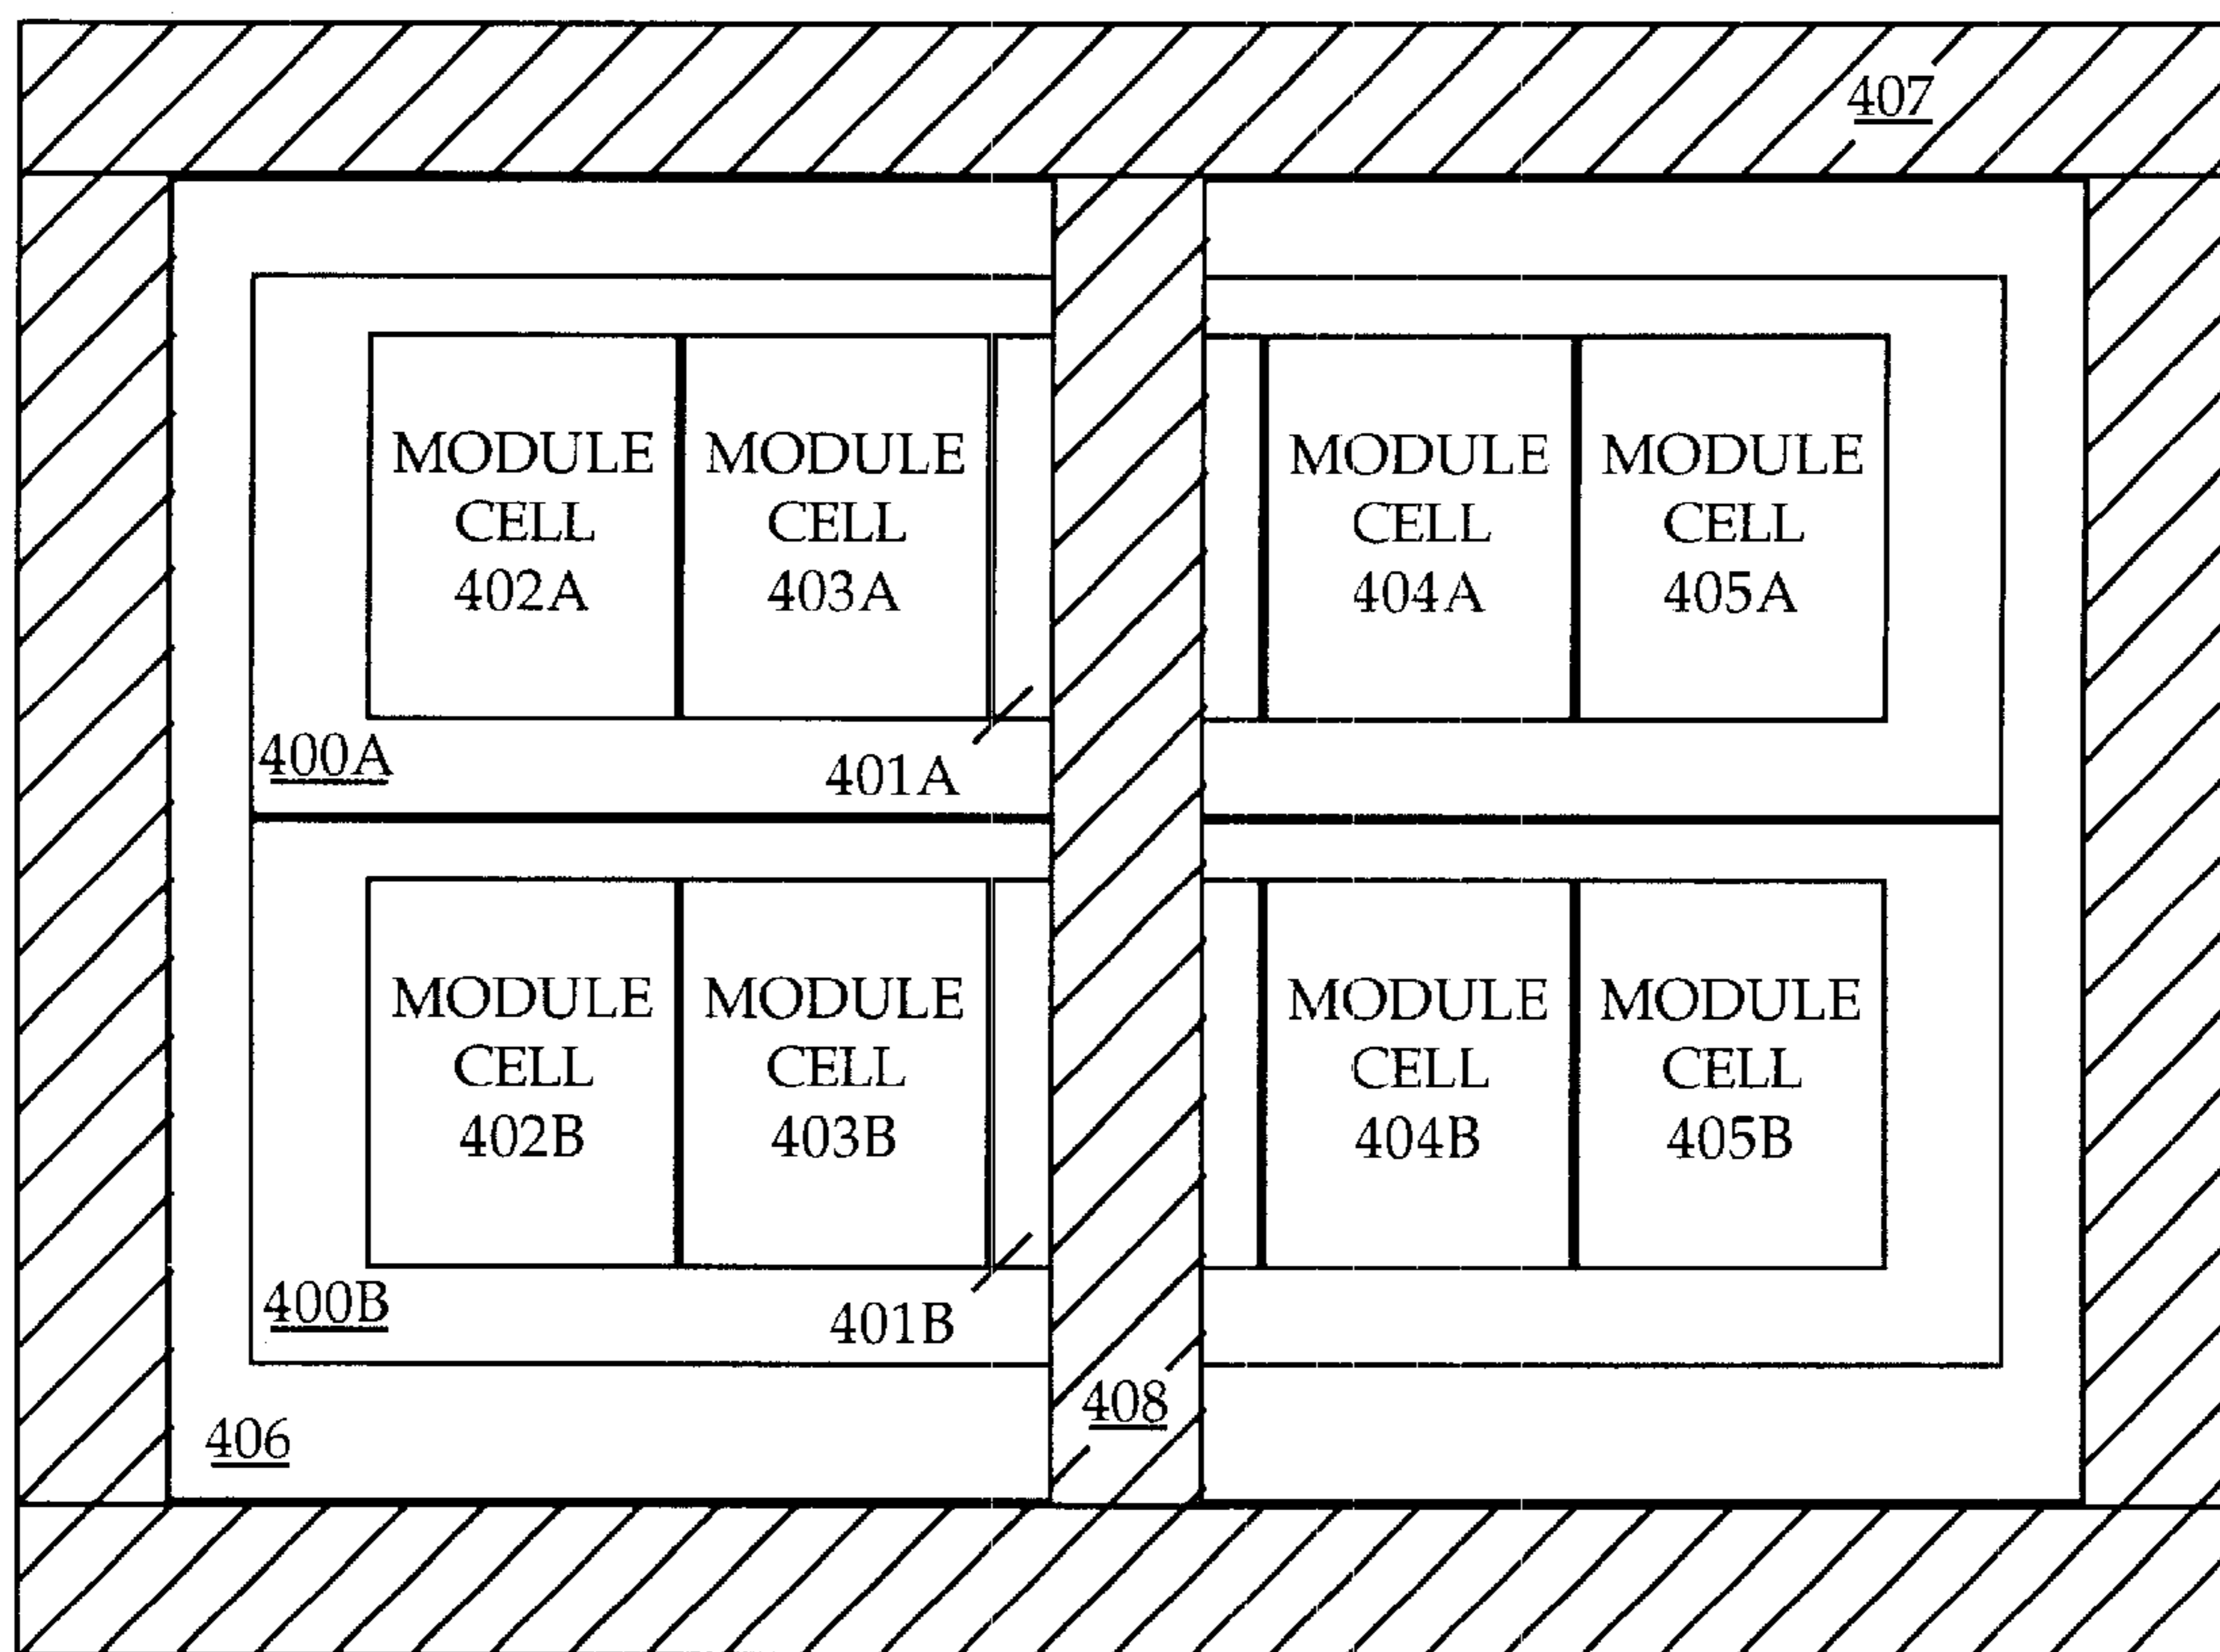 407
MODULE
CELL
402A
MODULE
CELL
403A
MODULE
CELL
404A
MODULE
CELL
405A
400A
401A
MODULE
CELL
402B
MODULE
CELL
403B
MODULE
CELL
404B
MODULE
CELL
405B
400B
401B
408
406